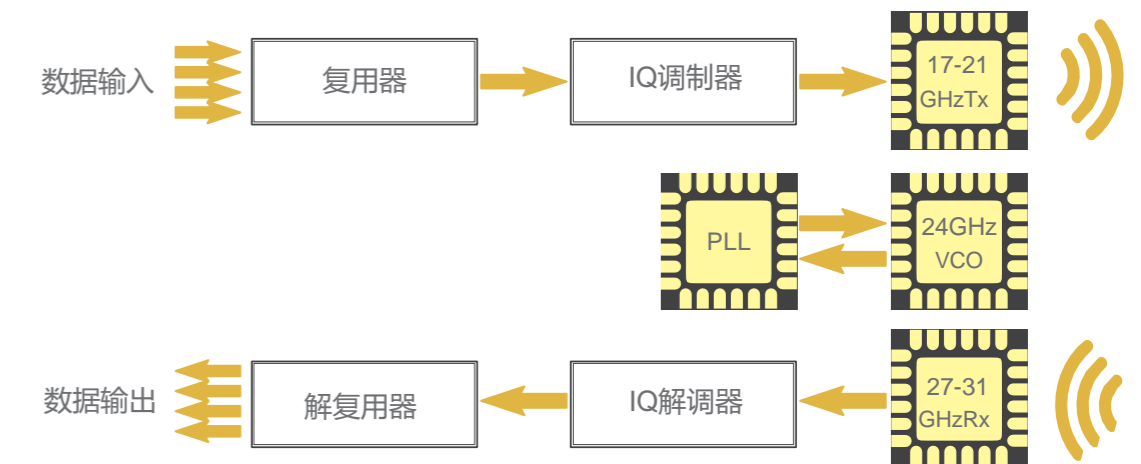 数据输入
复用器
IQ调制器
17-21
GHzTx
PLL
24GHz
VCO
数据输出
解复用器
IQ解调器
27-31
GHzRx